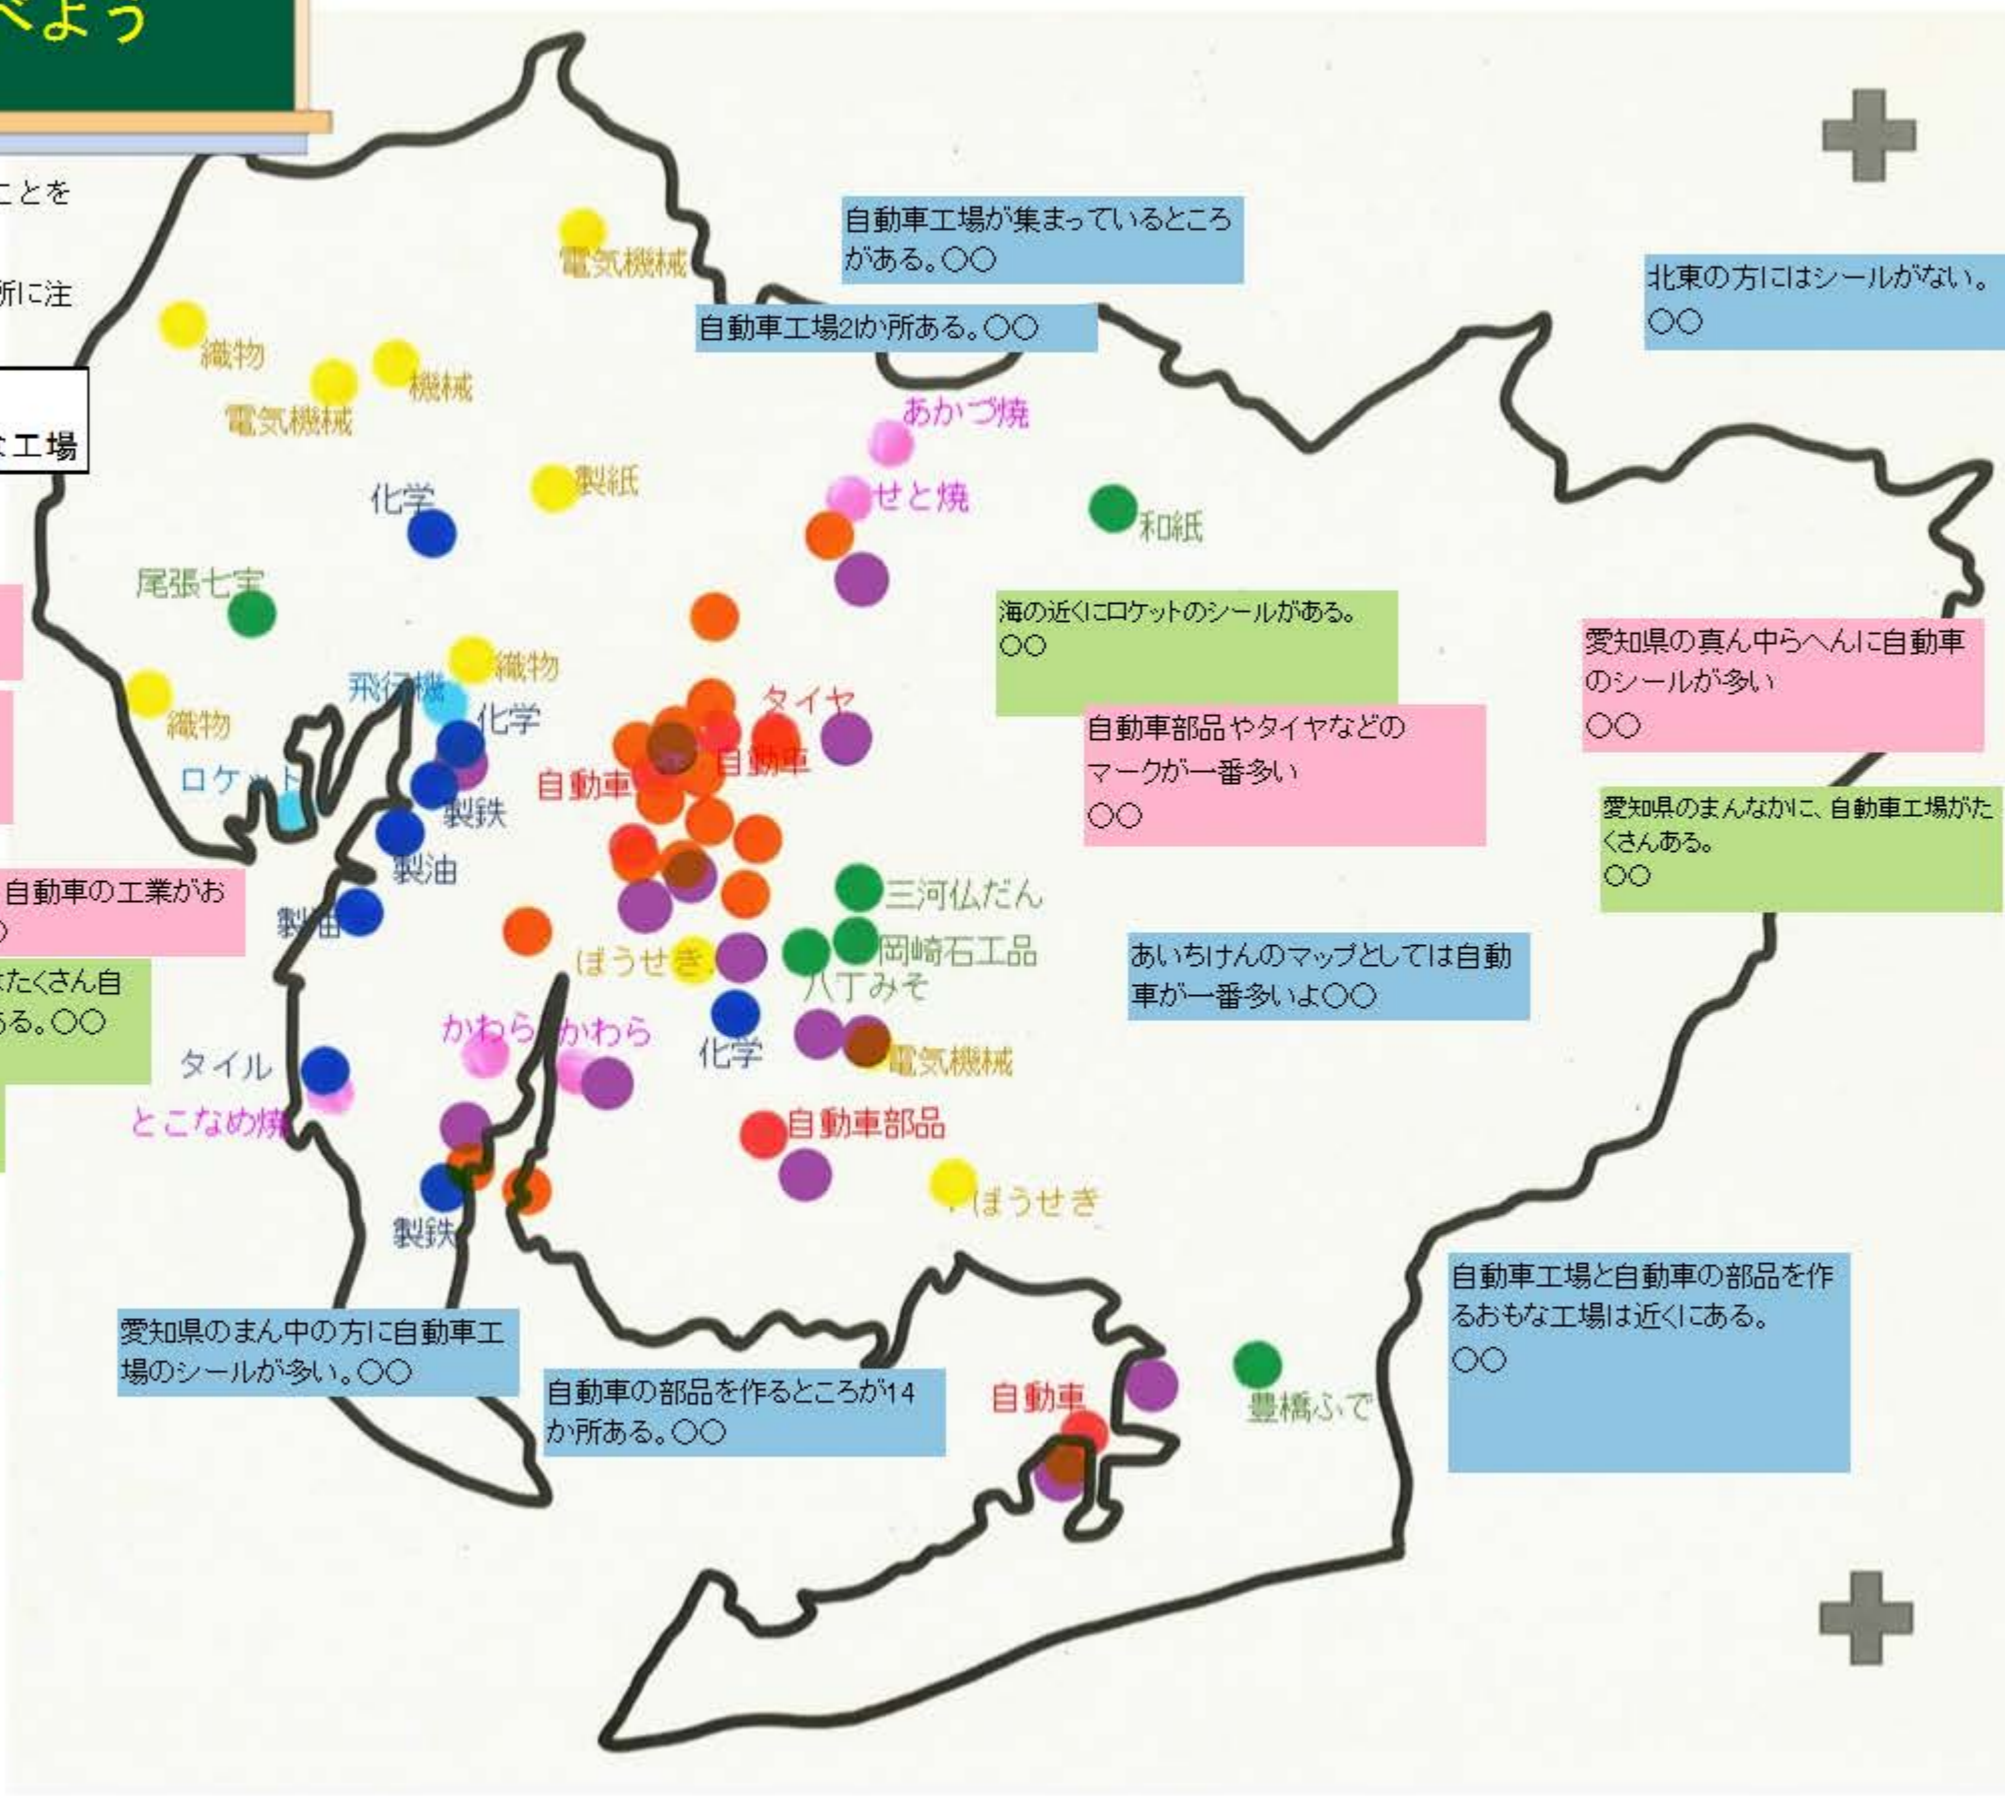 べよう
ことを
所に注
な工場
電気機械
自動車工場が集まっているところ
がある。〇〇
北東の方にはシールがない。
〇〇
自動車工場21か所ある。〇〇
織物
機械
電気機械
あかづ焼
化学
製紙
せと焼
和紙
尾張七宝
海の近くにロケットのシールがある。
〇〇
愛知県の真ん中らへんに自動車
のシールが多い
〇〇
織物
飛行機
化学
タイヤ
織物
自動車部品やタイヤなどの
マークが一番多い
〇〇
ロケット
自動車
自動車
製鉄
愛知県のまんなかに、自動車工場がた
くさんある。
〇〇
製油
自動車の工業がお
製油
三河仏だん
ぼうせき
岡崎石工品
八丁みそ
あいちけんのマップとしては自動
車が一番多いよ〇〇
たくさん自
ある。〇〇
かわら
かわら
化学
電気機械
タイル
とこなめ焼
自動車部品
ぼうせき
製鉄
自動車工場と自動車の部品を作
るおもな工場は近くにある。
〇〇
愛知県のまん中の方に自動車工
場のシールが多い。〇〇
自動車の部品を作るところが14
か所ある。〇〇
自動車
豊橋ふで